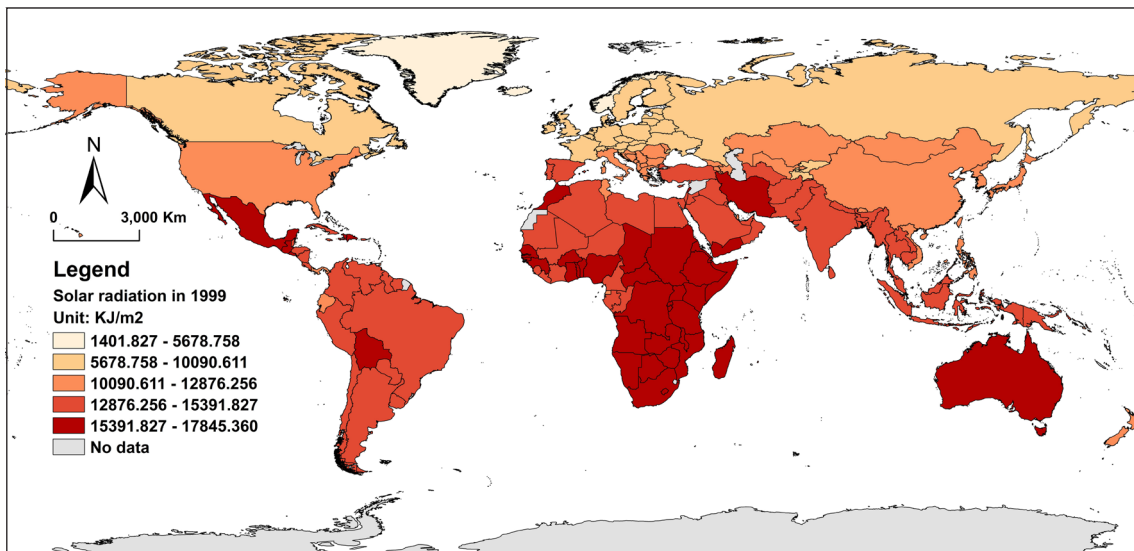 N
0 3,000 Km
Legend
Solar radiation in 1999
Unit: KJ/m2
1401.827 - 5678.758
5678.758 - 10090.611
10090.611 - 12876.256
12876.256 - 15391.827
15391.827 - 17845.360
No data